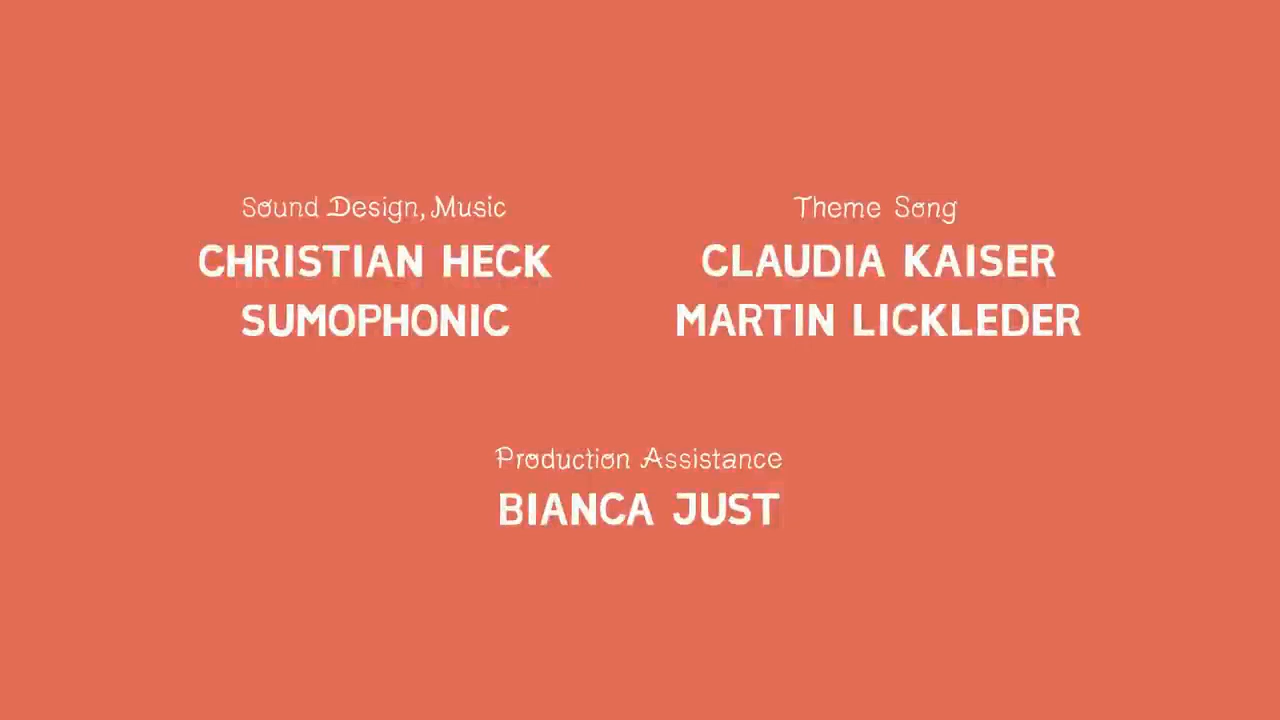 Sound Design, Music
CHRISTIAN HECK
SUMOPHONIC
Theme Song
CLAUDIA KAISER
MARTIN LICKLEDER
Production Assistance
BIANCA JUST